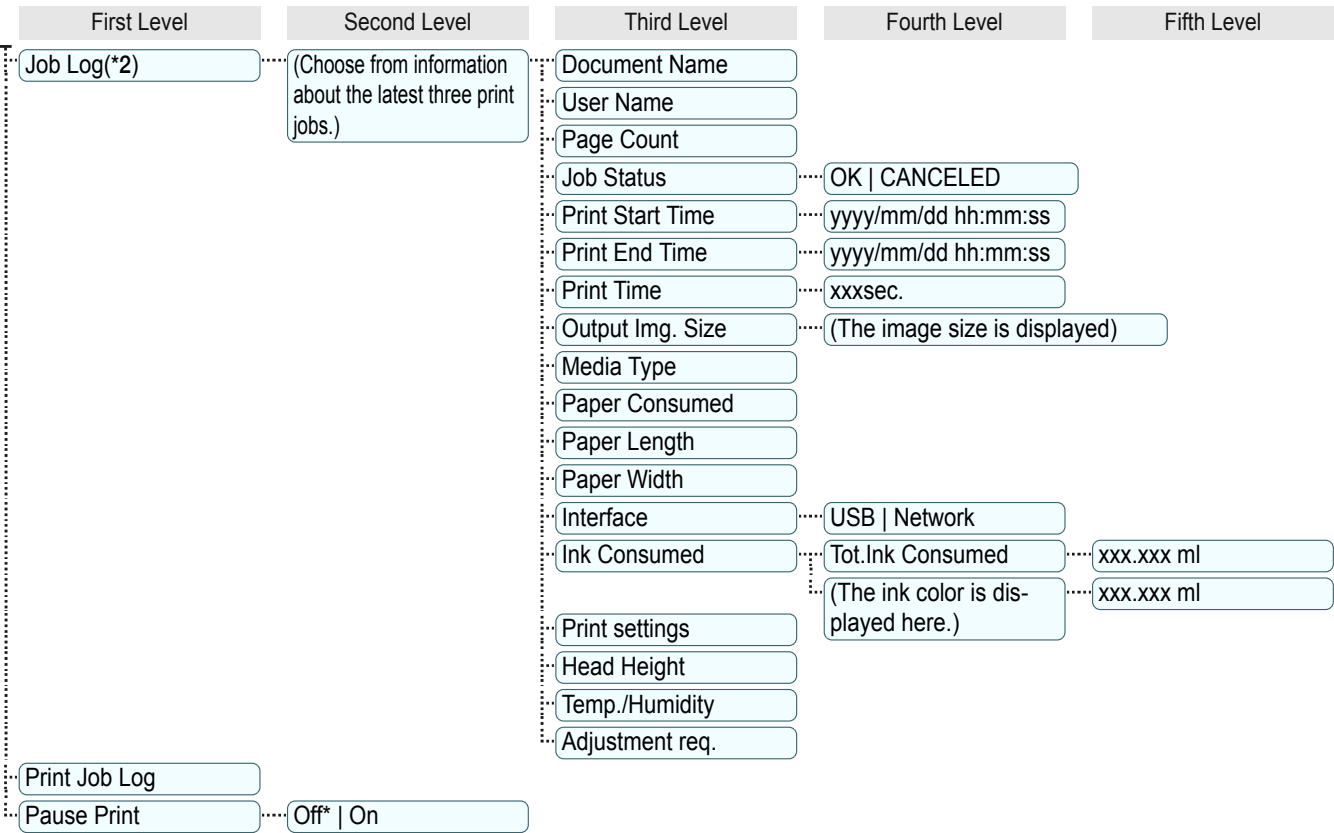 First Level Second Level Third Level Fourth Level Fifth Level
Job Log(*2) (Choose from information Document Name
about the latest three print
jobs.)
User Name
Page Count
Job Status OK | CANCELED
Print Start Time yyyy/mm/dd hh:mm:ss
Print End Time yyyy/mm/dd hh:mm:ss
Print Time xxxsec.
Output Img. Size (The image size is displayed)
Media Type
Paper Consumed
Paper Length
Paper Width
Interface USB | Network
Ink Consumed Tot.Ink Consumed xxx.xxx ml
(The ink color is dis- xxx.xxx ml
played here.)
Print settings
Head Height
Temp./Humidity
Adjustment req.
Print Job Log
Pause Print Off* | On